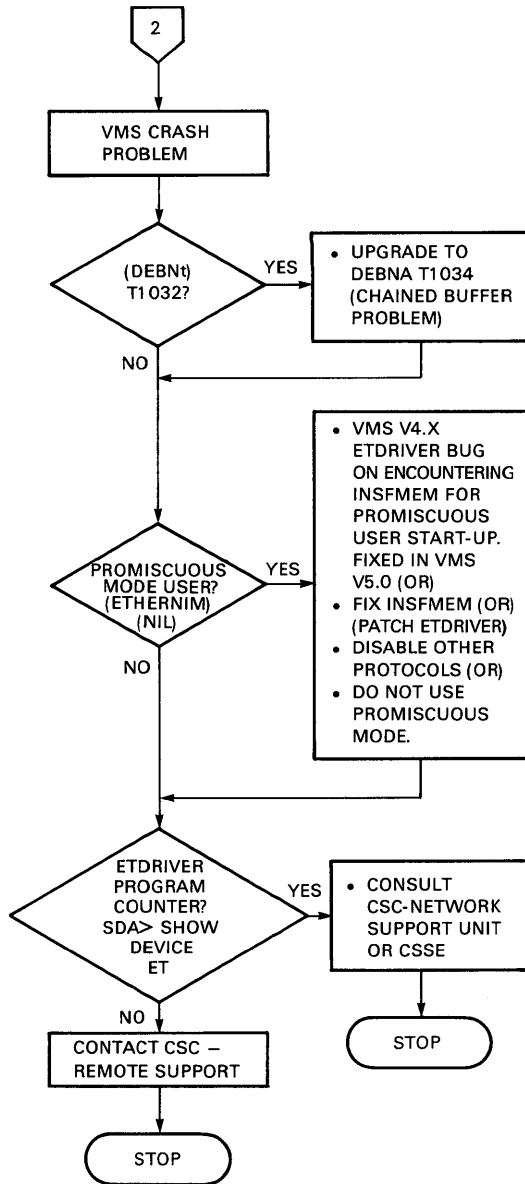 2
VMS CRASH
PROBLEM
(DEBNt)
T1032?
YES
• UPGRADE TO
DEBNA T1034
(CHAINED BUFFER
PROBLEM)
NO
• VMS V4.X
ETDRIVER BUG
ON ENCOUNTERING
INSFMEM FOR
PROMISCUOUS
USER START-UP.
FIXED IN VMS
V5.0 (OR)
• FIX INSFMEM (OR)
(PATCH ETDRIVER)
• DISABLE OTHER
PROTOCOLS (OR)
• DO NOT USE
PROMISCUOUS
MODE.
PROMISCUOUS
MODE USER?
(ETHERNIM)
(NIL)
YES
NO
ETDRIVER
PROGRAM
COUNTER?
SDA> SHOW
DEVICE
ET
YES
• CONSULT
CSC-NETWORK
SUPPORT UNIT
OR CSSE
STOP
NO
CONTACT CSC –
REMOTE SUPPORT
STOP